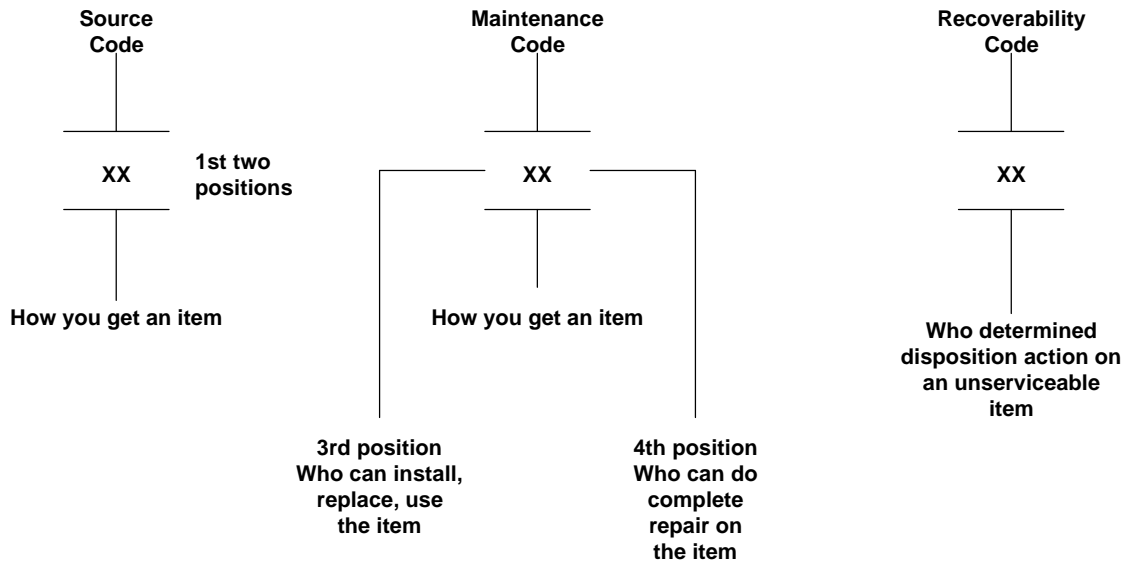 Source
Code
Maintenance
Code
Recoverability
Code
XX
1st two
positions
XX
XX
How you get an item
How you get an item
Who determined
disposition action on
an unserviceable
item
3rd position
Who can install,
replace, use
the item
4th position
Who can do
complete
repair on
the item